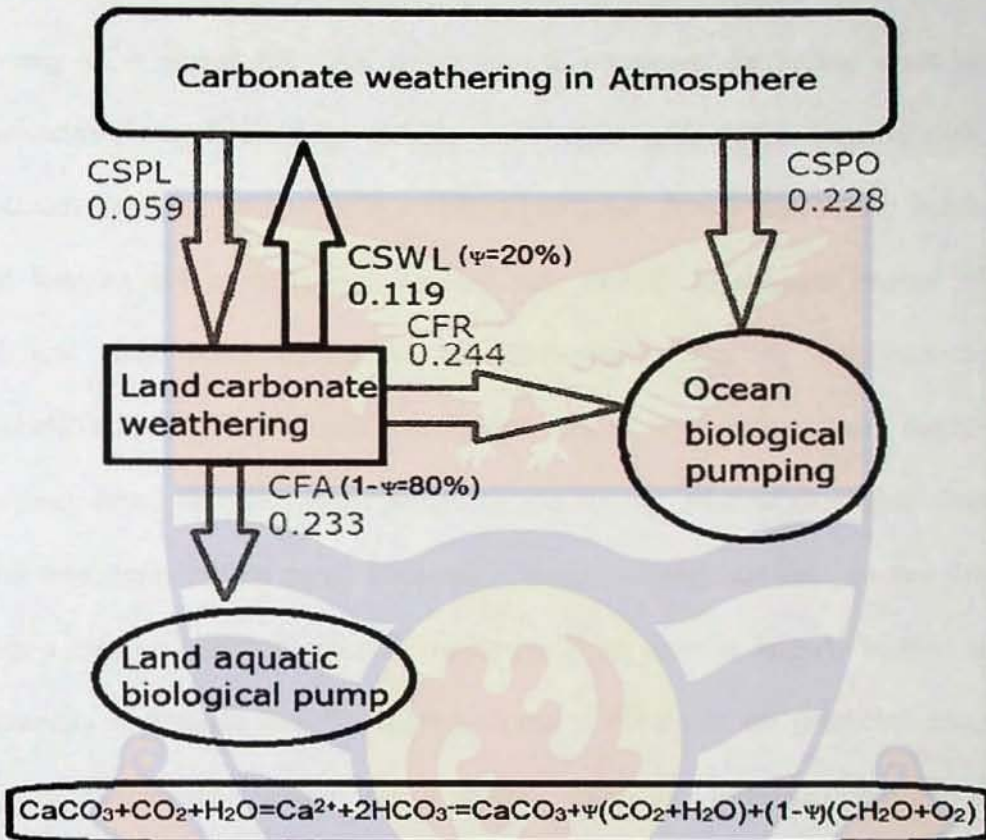 Carbonate weathering in Atmosphere
CSPL
0.059
CSPO
0.228
CSWL (ψ=20%)
0.119
CFR
0.244
Land carbonate
weathering
Ocean
biological
pumping
CFA (1-ψ=80%)
0.233
Land aquatic
biological pump
CaCO₃+CO₂+H₂O=Ca²⁺+2HCO₃⁻=CaCO₃+Ψ(CO₂+H₂O)+(1-Ψ)(CH₂O+O₂)